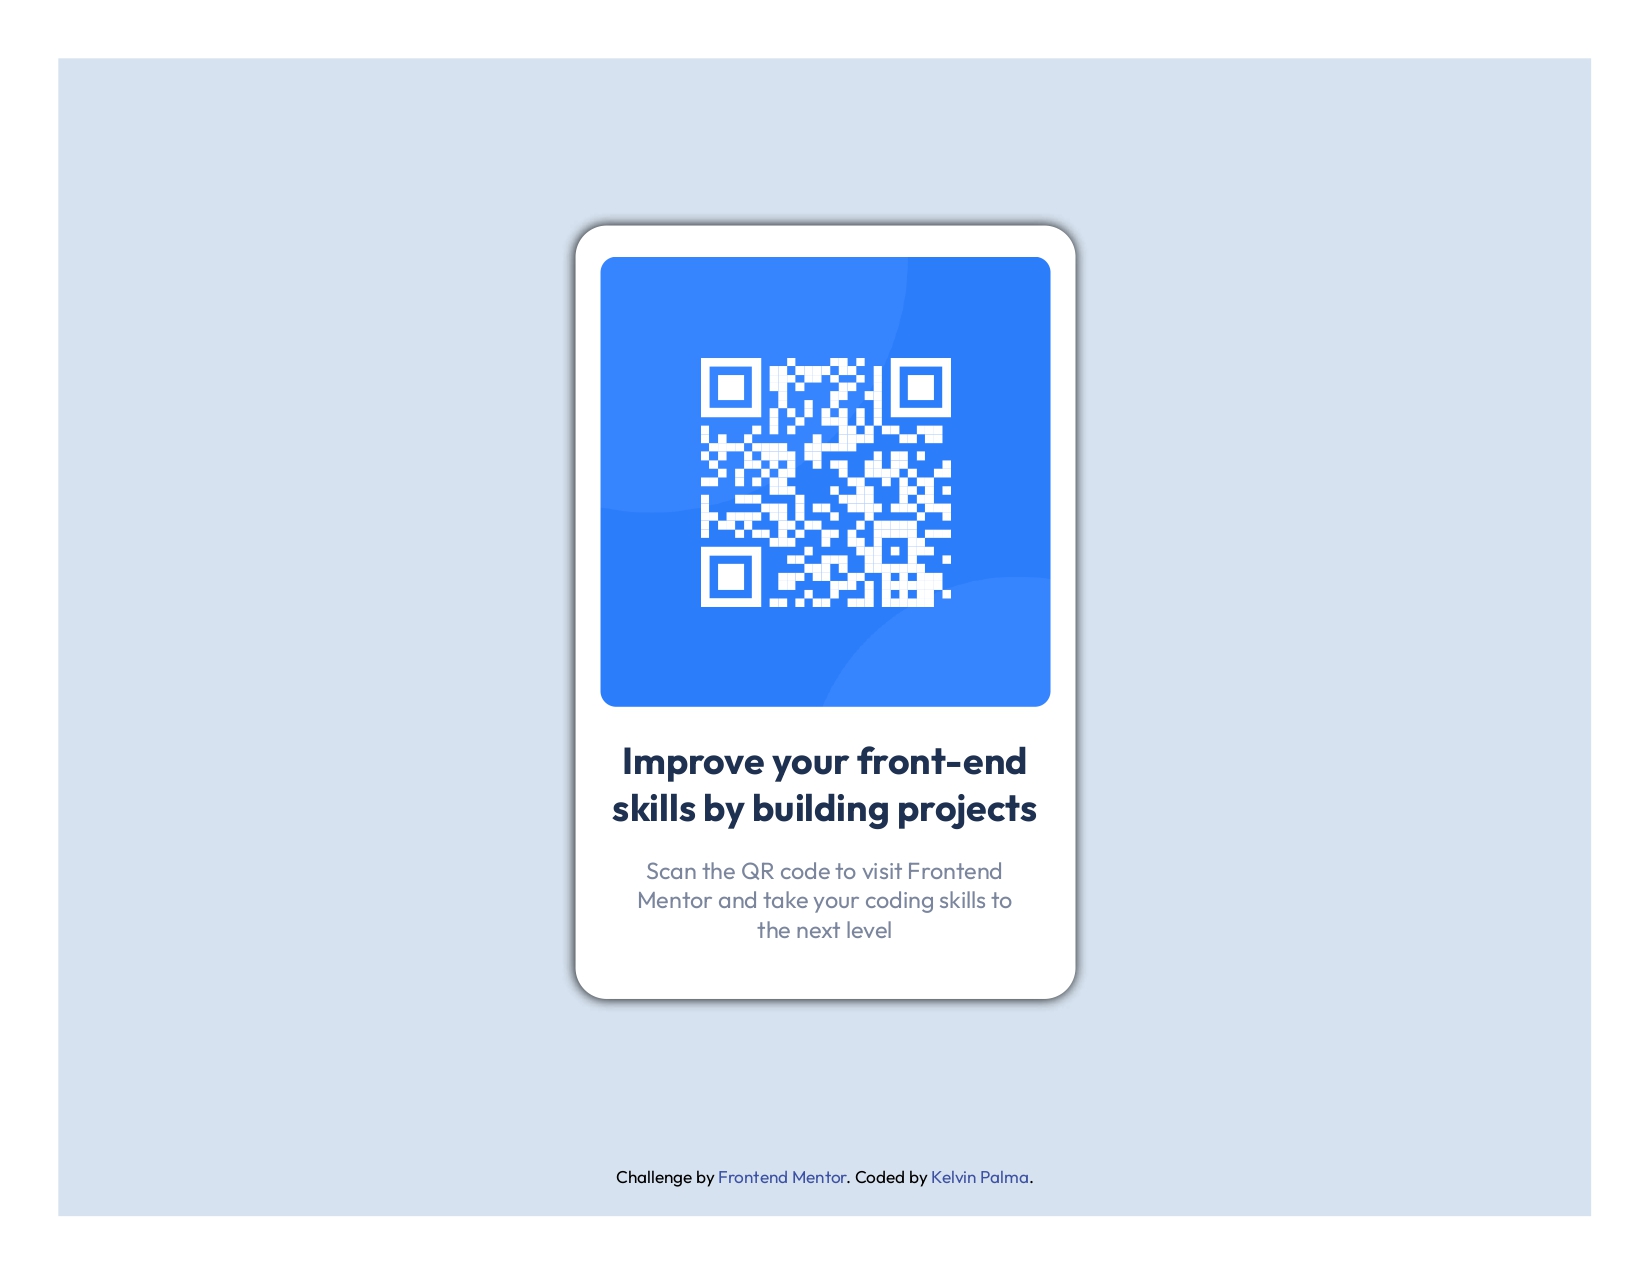 Improve your front-end
skills by building projects
Scan the QR code to visit Frontend
Mentor and take your coding skills to
the next level
Challenge by Frontend Mentor. Coded by Kelvin Palma.